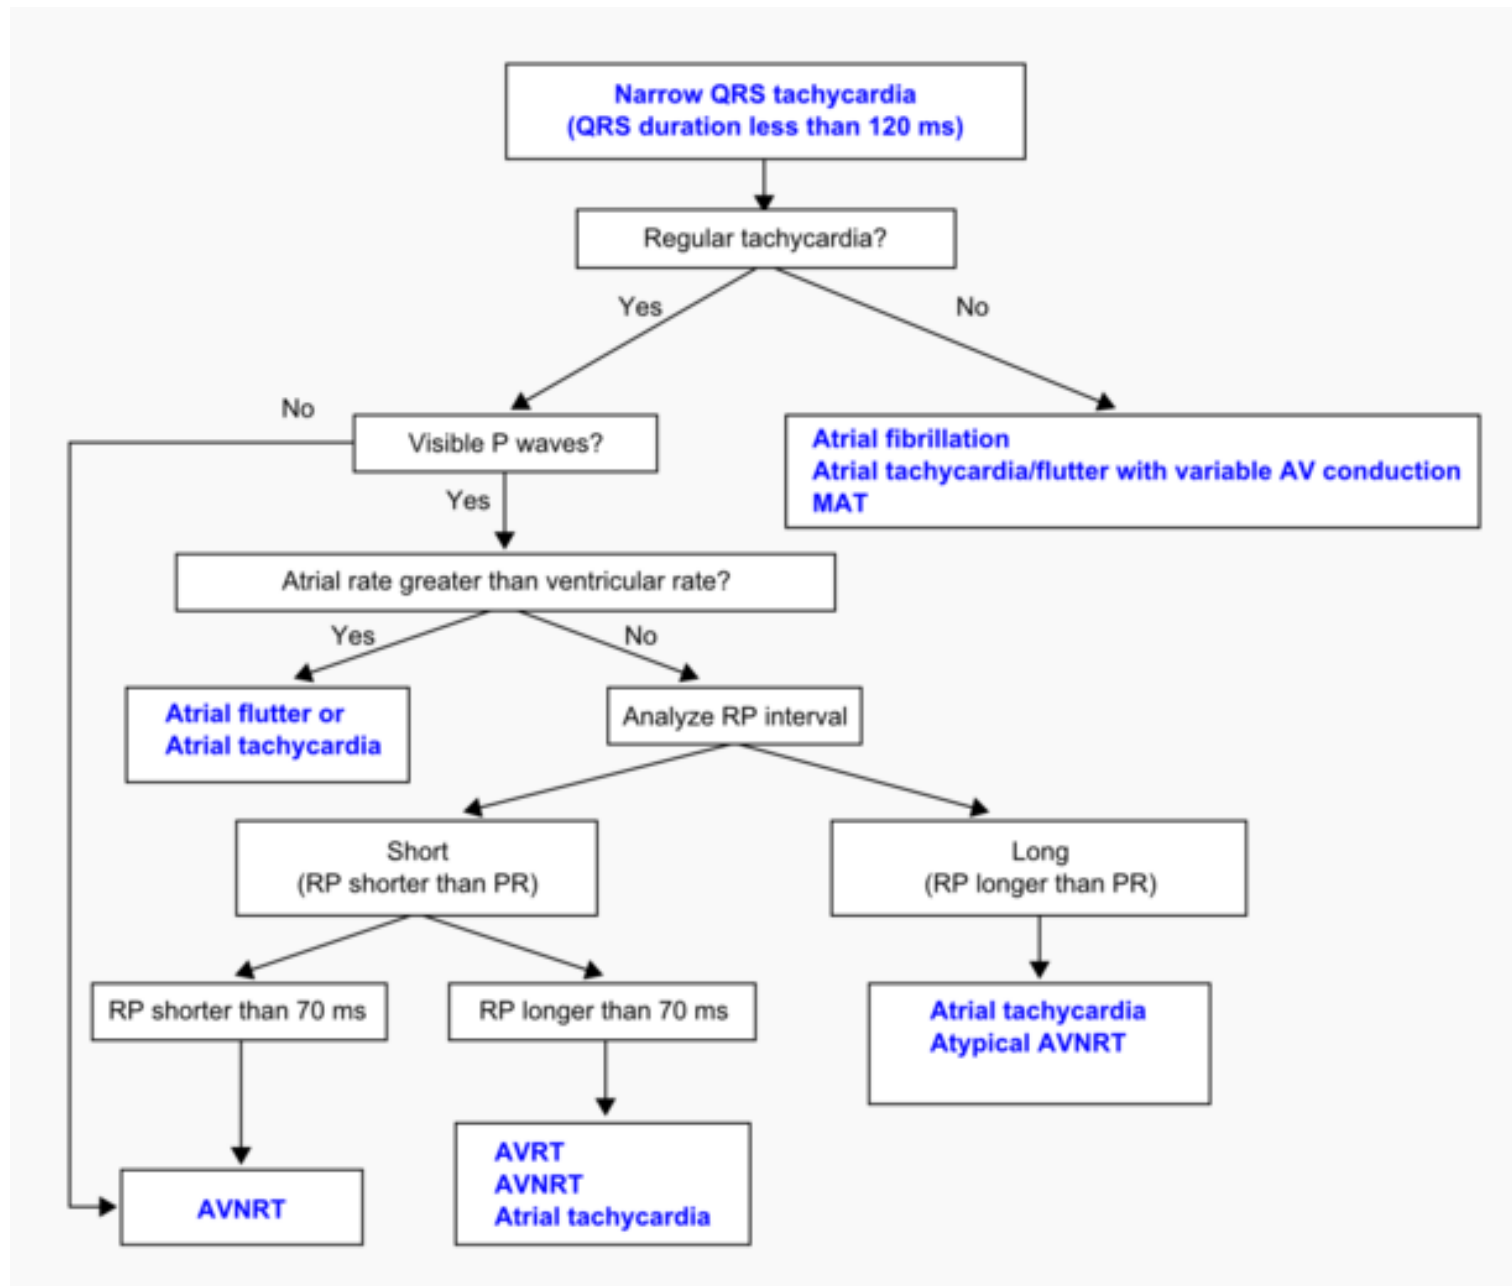 Narrow QRS tachycardia
(QRS duration less than 120 ms)
Regular tachycardia?
Yes
No
No
Visible P waves?
Atrial fibrillation
Atrial tachycardia/flutter with variable AV conduction
MAT
Yes
Atrial rate greater than ventricular rate?
Yes
No
Atrial flutter or
Atrial tachycardia
Analyze RP interval
Short
(RP shorter than PR)
Long
(RP longer than PR)
RP shorter than 70 ms
RP longer than 70 ms
Atrial tachycardia
Atypical AVNRT
AVNRT
AVRT
AVNRT
Atrial tachycardia